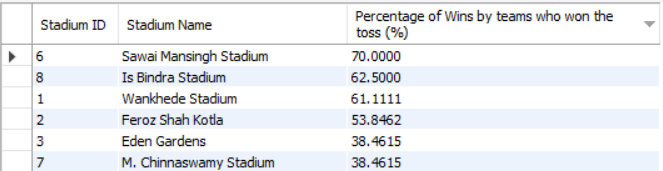 Stadium ID Stadium Name Percentage of Wins by teams who won the toss (%)
6 Sawai Mansingh Stadium 70.0000
8 Is Bindra Stadium 62.5000
1 Wankhede Stadium 61.1111
2 Feroz Shah Kotla 53.8462
3 Eden Gardens 38.4615
7 M. Chinnaswamy Stadium 38.4615